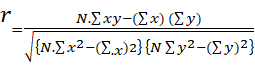 r = N.∑xy−(∑x) (∑y) / √{N.∑x²−(∑.x)2}{N ∑y²−(∑y)²}